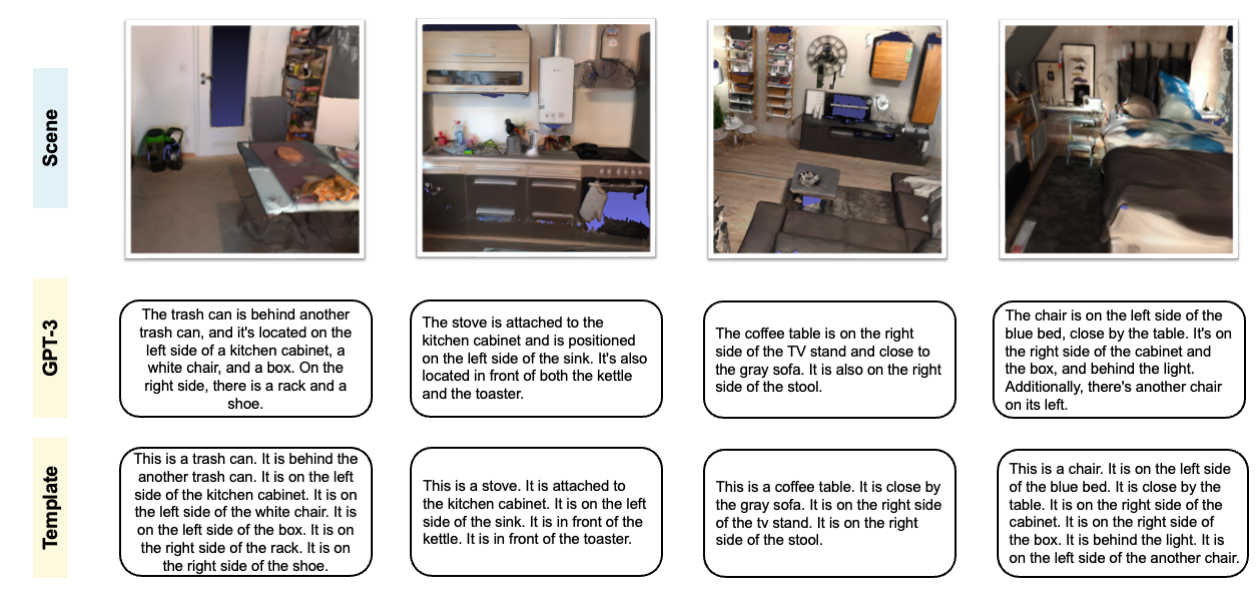 Scene
GPT-3
The trash can is behind another
trash can, and it's located on the
left side of a kitchen cabinet, a
white chair, and a box. On the
right side, there is a rack and a
shoe.
The stove is attached to the
kitchen cabinet and is positioned
on the left side of the sink. It's also
located in front of both the kettle
and the toaster.
The coffee table is on the right
side of the TV stand and close to
the gray sofa. It is also on the right
side of the stool.
The chair is on the left side of the
blue bed, close by the table. It's on
the right side of the cabinet and
the box, and behind the light.
Additionally, there's another chair
on its left.
Template
This is a trash can. It is behind the
another trash can. It is on the left
side of the kitchen cabinet. It is on
the left side of the white chair. It is
on the left side of the box. It is on
the right side of the rack. It is on
the right side of the shoe.
This is a stove. It is attached to
the kitchen cabinet. It is on the left
side of the sink. It is in front of the
kettle. It is in front of the toaster.
This is a coffee table. It is close by
the gray sofa. It is on the right side
of the tv stand. It is on the right
side of the stool.
This is a chair. It is on the left side
of the blue bed. It is close by the
table. It is on the right side of the
cabinet. It is on the right side of
the box. It is behind the light. It is
on the left side of the another chair.